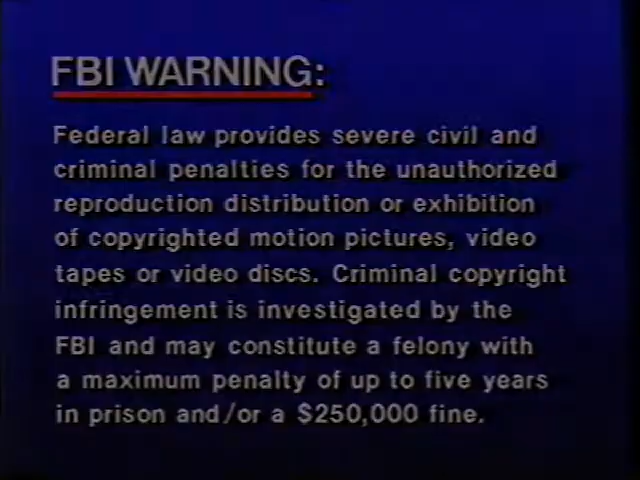 FBI WARNING:
Federal law provides severe civil and
criminal penalties for the unauthorized
reproduction distribution or exhibition
of copyrighted motion pictures, video
tapes or video discs. Criminal copyright
infringement is investigated by the
FBI and may constitute a felony with
a maximum penalty of up to five years
in prison and/or a $250,000 fine.